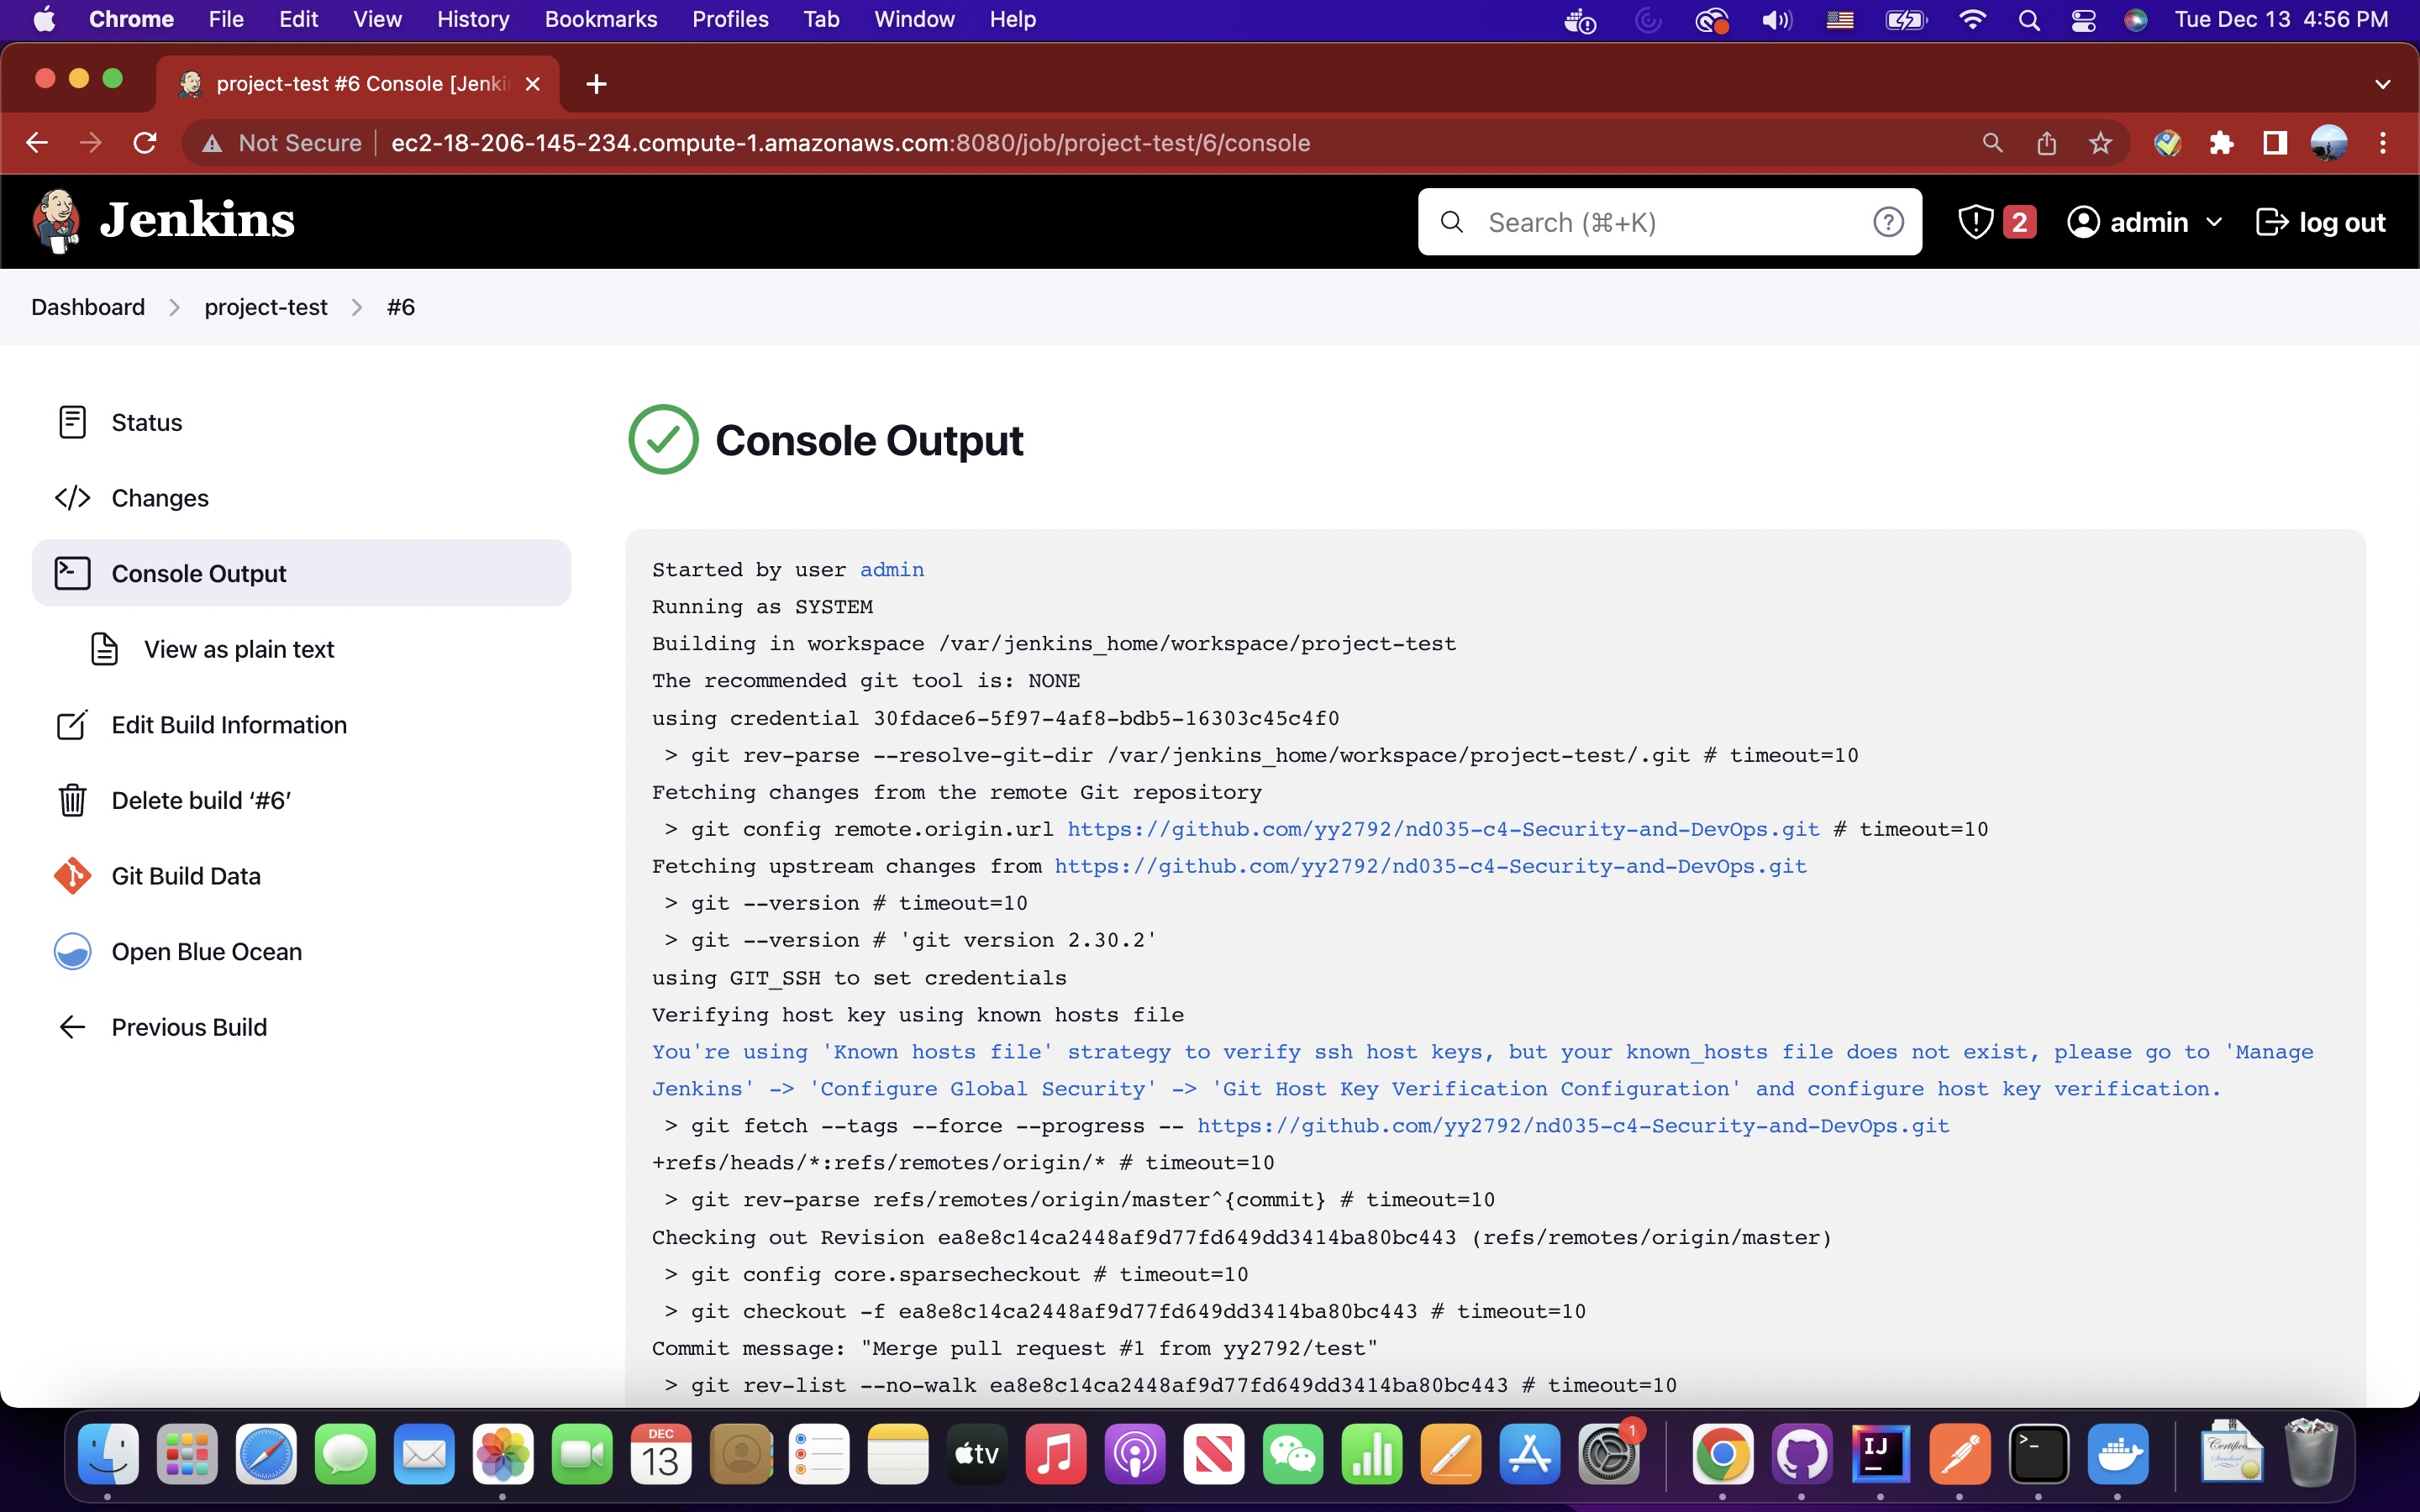 Chrome File Edit View History Bookmarks Profiles Tab Window Help Tue Dec 13 4:56 PM
project-test #6 Console [Jenki
Not Secure ec2-18-206-145-234.compute-1.amazonaws.com:8080/job/project-test/6/console
Jenkins Search (⌘+K) 2 admin log out
Dashboard project-test #6
Status
Changes
Console Output
View as plain text
Edit Build Information
Delete build ‘#6’
Git Build Data
Open Blue Ocean
Previous Build
Console Output
Started by user admin
Running as SYSTEM
Building in workspace /var/jenkins_home/workspace/project-test
The recommended git tool is: NONE
using credential 30fdace6-5f97-4af8-bdb5-16303c45c4f0
> git rev-parse --resolve-git-dir /var/jenkins_home/workspace/project-test/.git # timeout=10
Fetching changes from the remote Git repository
> git config remote.origin.url https://github.com/yy2792/nd035-c4-Security-and-DevOps.git # timeout=10
Fetching upstream changes from https://github.com/yy2792/nd035-c4-Security-and-DevOps.git
> git --version # timeout=10
> git --version # 'git version 2.30.2'
using GIT_SSH to set credentials
Verifying host key using known hosts file
You're using 'Known hosts file' strategy to verify ssh host keys, but your known_hosts file does not exist, please go to 'Manage
Jenkins' -> 'Configure Global Security' -> 'Git Host Key Verification Configuration' and configure host key verification.
> git fetch --tags --force --progress -- https://github.com/yy2792/nd035-c4-Security-and-DevOps.git
+refs/heads/*:refs/remotes/origin/* # timeout=10
> git rev-parse refs/remotes/origin/master^{commit} # timeout=10
Checking out Revision ea8e8c14ca2448af9d77fd649dd3414ba80bc443 (refs/remotes/origin/master)
> git config core.sparsecheckout # timeout=10
> git checkout -f ea8e8c14ca2448af9d77fd649dd3414ba80bc443 # timeout=10
Commit message: "Merge pull request #1 from yy2792/test"
> git rev-list --no-walk ea8e8c14ca2448af9d77fd649dd3414ba80bc443 # timeout=10
DEC
13
tv
1
IJ